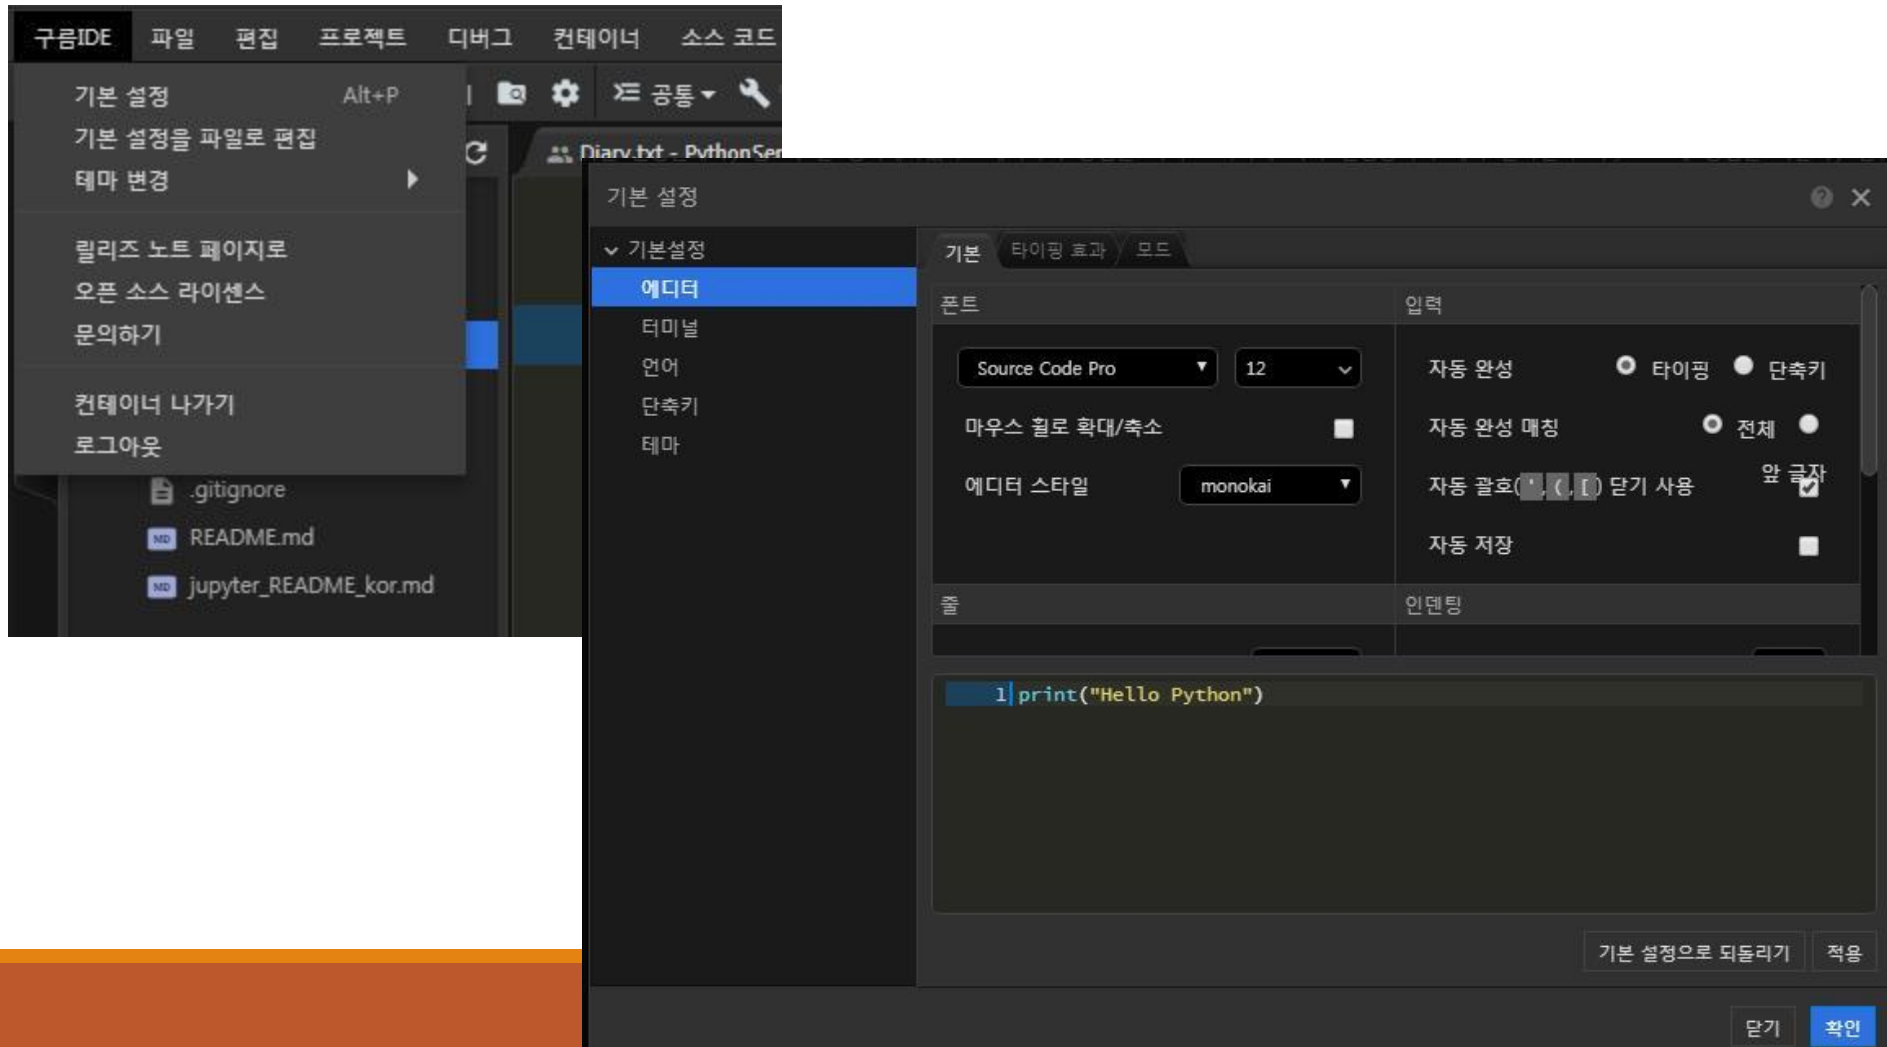 구름IDE 파일 편집 프로젝트 디버그 컨테이너 소스 코드
기본 설정 Alt+P
기본 설정을 파일로 편집
테마 변경
릴리즈 노트 페이지로
오픈 소스 라이센스
문의하기
컨테이너 나가기
로그아웃
공통
Diary.txt - PythonSer
.gitignore
MD README.md
MD jupyter_README_kor.md
기본 설정
기본설정
에디터
터미널
언어
단축키
테마
기본 타이핑 효과 모드
폰트
Source Code Pro 12
마우스 휠로 확대/축소
에디터 스타일 monokai
입력
자동 완성 타이핑 단축키
자동 완성 매칭 전체
앞 글자
자동 괄호( ' , ( , [ ) 닫기 사용
자동 저장
줄
인덴팅
1 print("Hello Python")
기본 설정으로 되돌리기 적용
닫기 확인